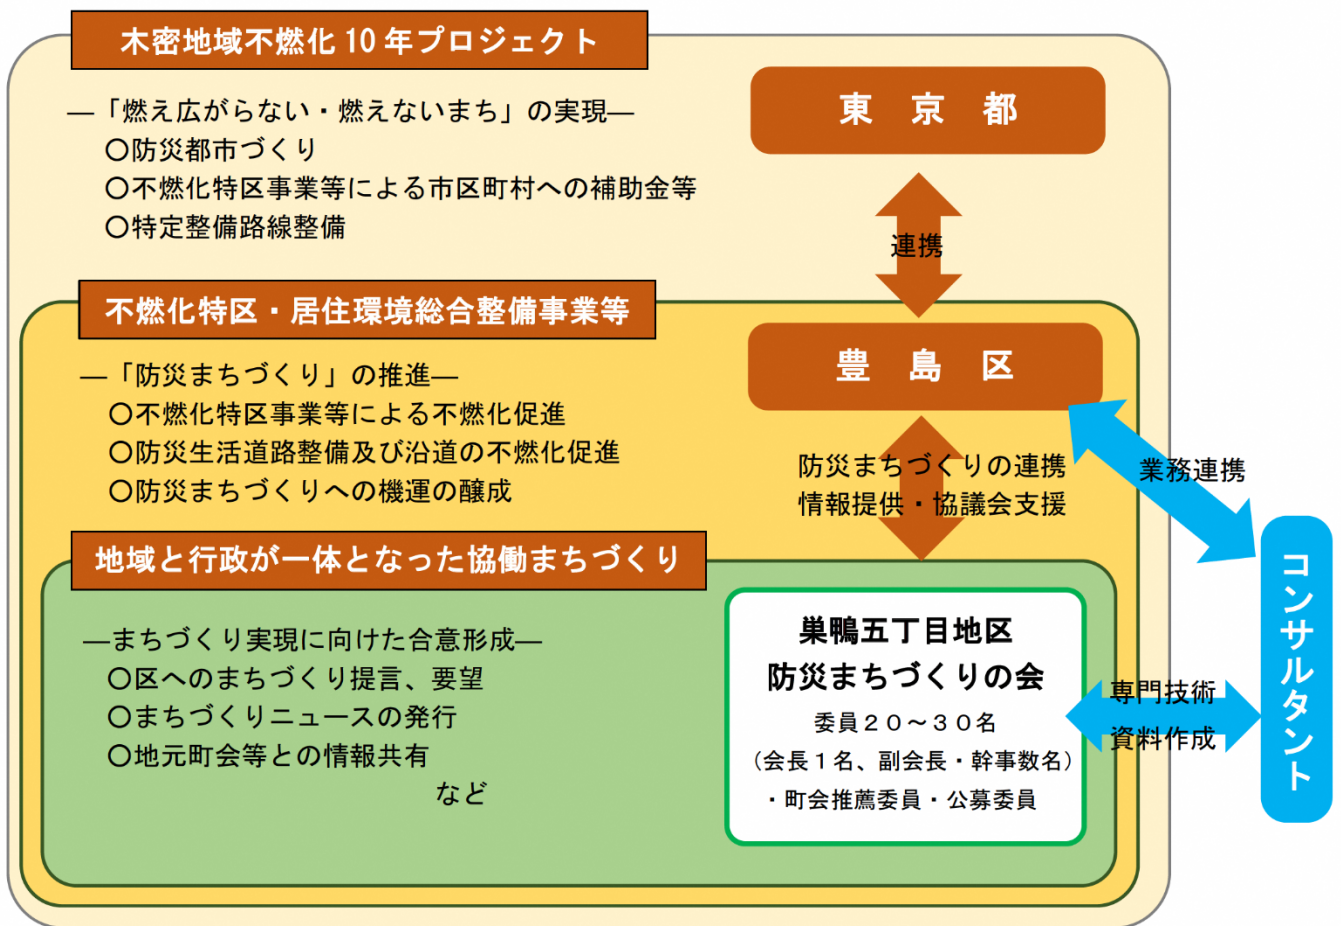 木密地域不燃化10年プロジェクト
―「燃え広がらない・燃えないまち」の実現―
〇防災都市づくり
〇不燃化特区事業等による市区町村への補助金等
〇特定整備路線整備
東京都
連携
不燃化特区・居住環境総合整備事業等
―「防災まちづくり」の推進―
〇不燃化特区事業等による不燃化促進
〇防災生活道路整備及び沿道の不燃化促進
〇防災まちづくりへの機運の醸成
豊島区
防災まちづくりの連携
情報提供・協議会支援
業務連携
地域と行政が一体となった協働まちづくり
―まちづくり実現に向けた合意形成―
〇区へのまちづくり提言、要望
〇まちづくりニュースの発行
〇地元町会等との情報共有
など
巣鴨五丁目地区
防災まちづくりの会
委員20～30名
（会長1名、副会長・幹事数名）
・町会推薦委員・公募委員
専門技術
資料作成
コンサルタント